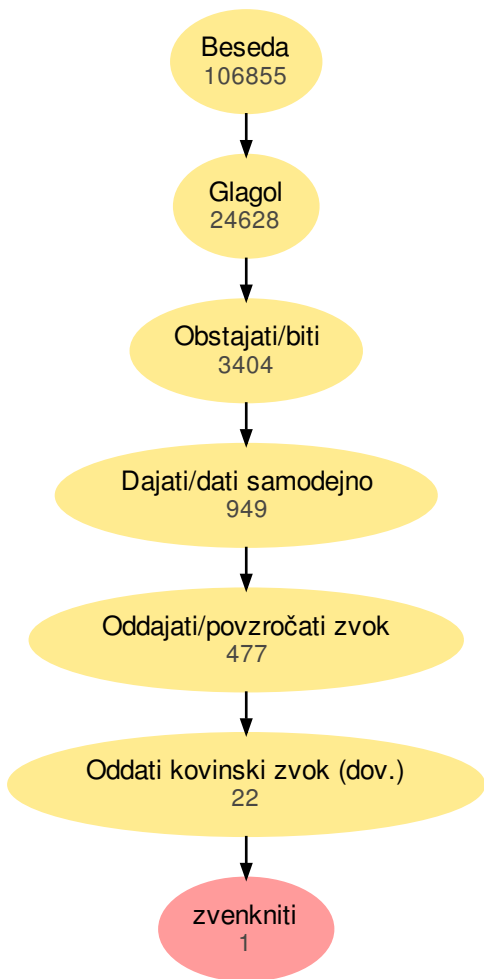 Beseda
106855
Glagol
24628
Obstajati/biti
3404
Dajati/dati samodejno
949
Oddajati/povzročati zvok
477
Oddati kovinski zvok (dov.)
22
zvenkniti
1